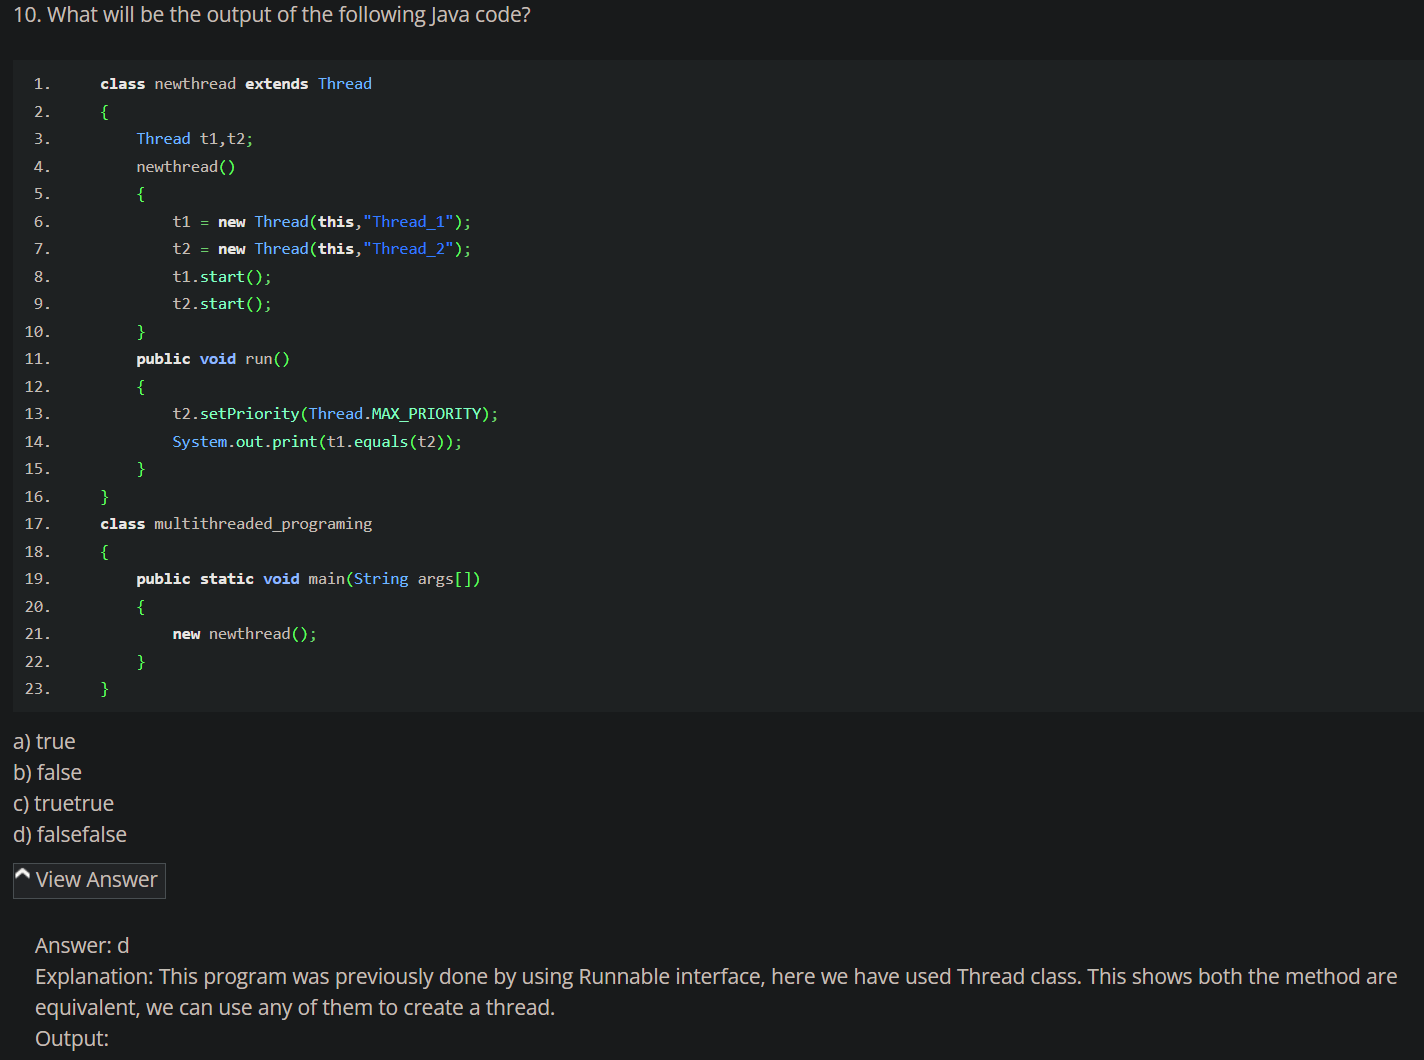 10. What will be the output of the following Java code?
1. class newthread extends Thread
2. {
3. Thread t1,t2;
4. newthread()
5. {
6. t1 = new Thread(this,"Thread_1");
7. t2 = new Thread(this,"Thread_2");
8. t1.start();
9. t2.start();
10. }
11. public void run()
12. {
13. t2.setPriority(Thread.MAX_PRIORITY);
14. System.out.print(t1.equals(t2));
15. }
16. }
17. class multithreaded_programing
18. {
19. public static void main(String args[])
20. {
21. new newthread();
22. }
23. }
a) true
b) false
c) truetrue
d) falsefalse
View Answer
Answer: d
Explanation: This program was previously done by using Runnable interface, here we have used Thread class. This shows both the method are
equivalent, we can use any of them to create a thread.
Output: